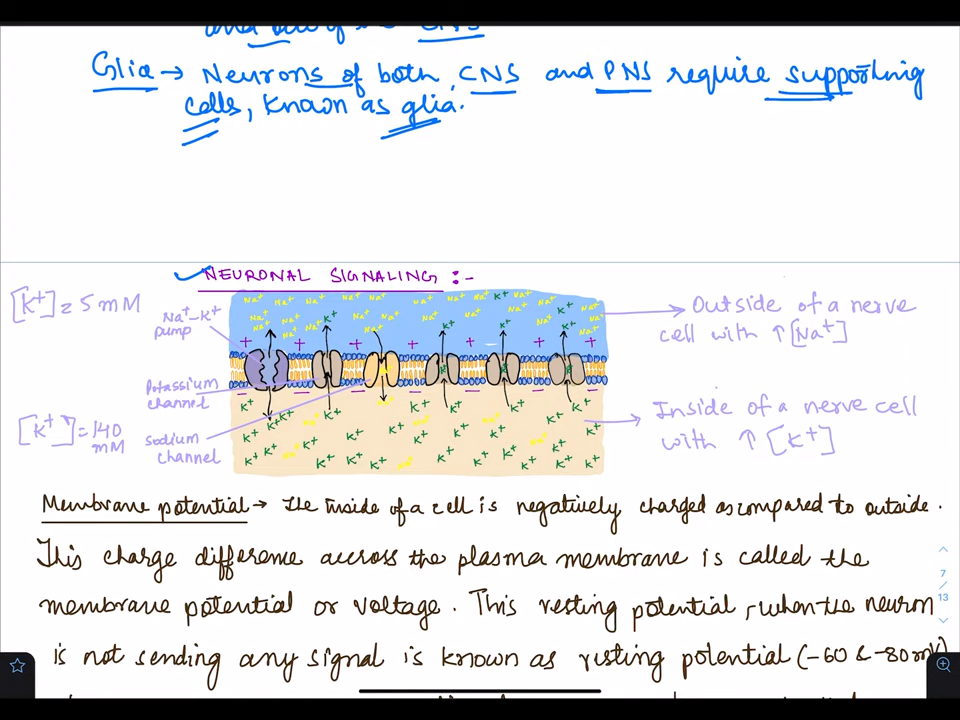 Glia → Neurons of both CNS and PNS require supporting
cells, known as glia.
NEURONAL SIGNALING :-
[K+] ≈ 5 mM
Na+-K+
pump
Potassium
channel
[K+] = 140
mM
Sodium
channel
→ Outside of a nerve
cell with ↑ [Na+]
→ Inside of a nerve cell
with ↑ [K+]
Membrane potential → The inside of a cell is negatively charged as compared to outside.
This charge difference across the plasma membrane is called the
membrane potential or voltage. This resting potential, when the neuron
is not sending any signal is known as resting potential (-60 & -80 mV)
7
13